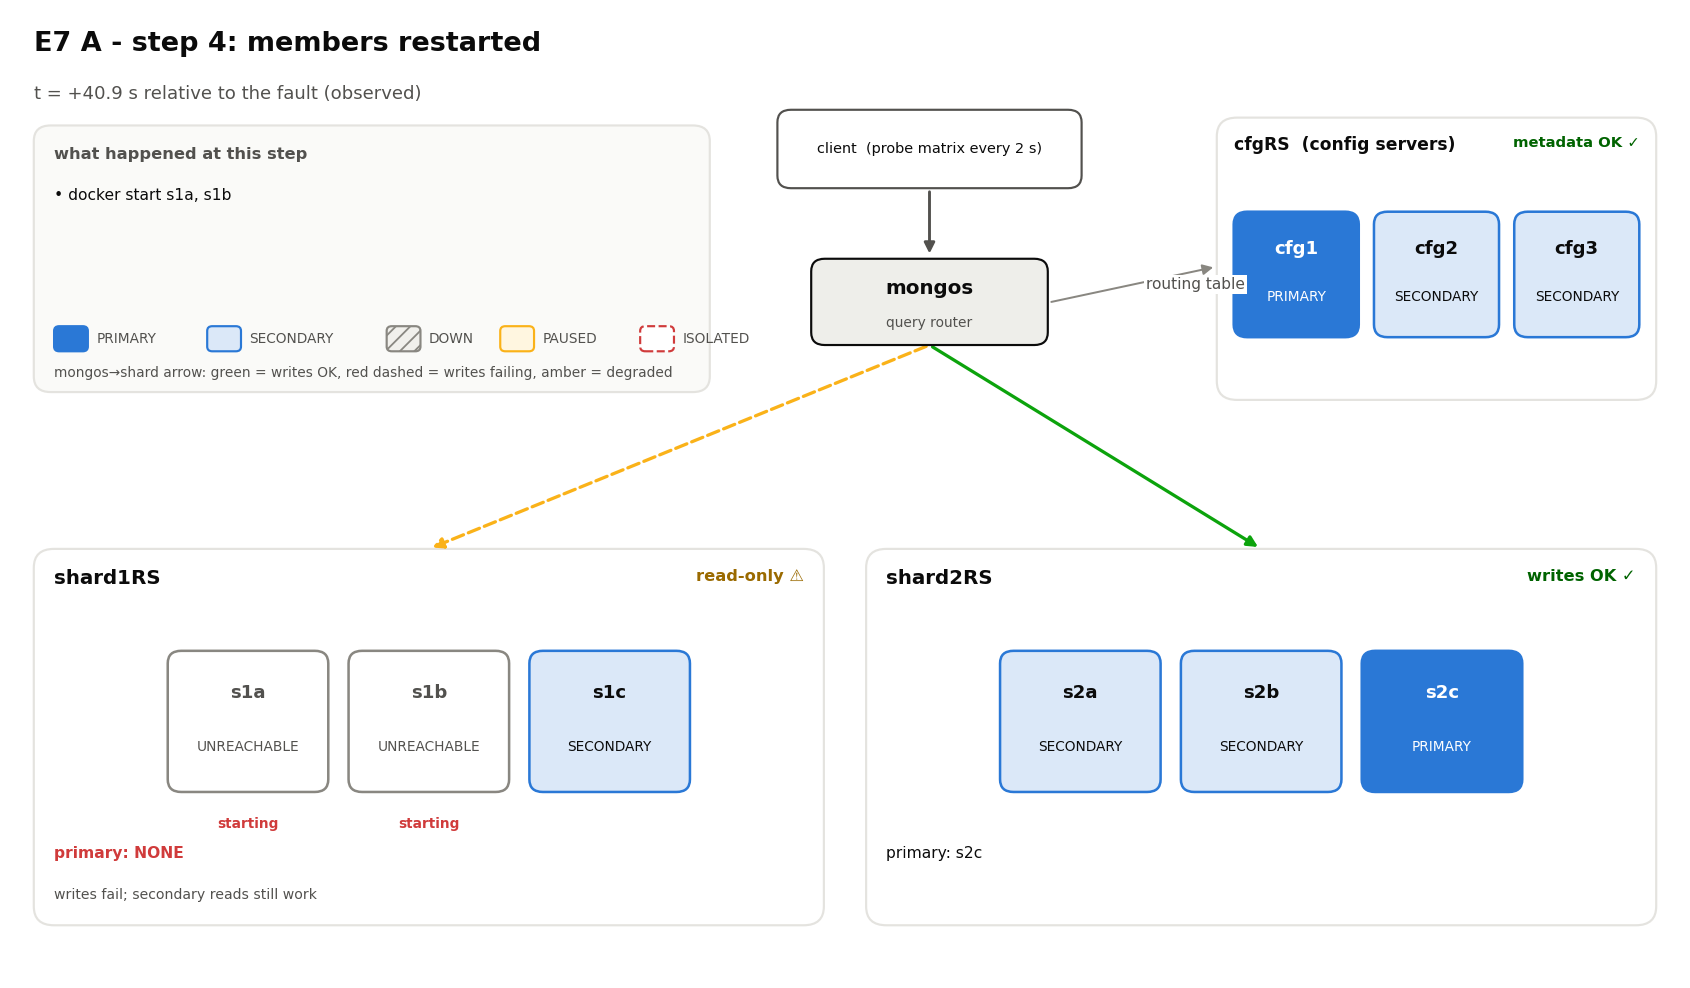 E7 A - step 4: members restarted
t = +40.9 s relative to the fault (observed)
what happened at this step
• docker start s1a, s1b
PRIMARY
SECONDARY
DOWN
PAUSED
ISOLATED
mongos→shard arrow: green = writes OK, red dashed = writes failing, amber = degraded
client (probe matrix every 2 s)
mongos
query router
routing table
cfgRS (config servers)
metadata OK ✓
cfg1
PRIMARY
cfg2
SECONDARY
cfg3
SECONDARY
shard1RS
read-only ⚠
s1a
UNREACHABLE
starting
s1b
UNREACHABLE
starting
s1c
SECONDARY
primary: NONE
writes fail; secondary reads still work
shard2RS
writes OK ✓
s2a
SECONDARY
s2b
SECONDARY
s2c
PRIMARY
primary: s2c